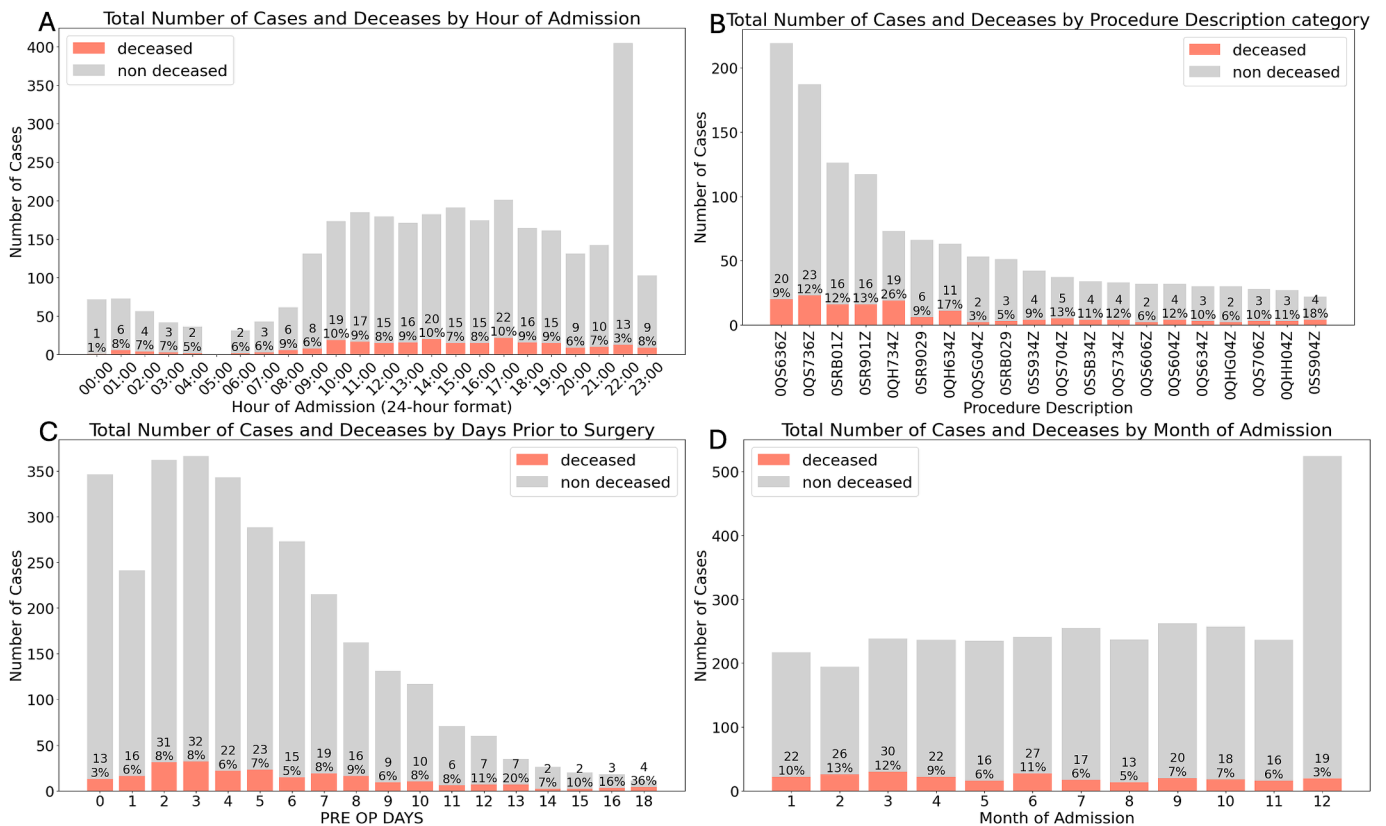 A
Total Number of Cases and Deceases by Hour of Admission
deceased
non deceased
Number of Cases
400
350
300
250
200
150
100
50
0
1 6 4 3 2 2 3 6 8 19 17 15 16 20 15 15 22 16 15 9 10 13 9
1% 8% 7% 7% 5% 6% 6% 9% 6% 10% 9% 8% 9% 10% 7% 8% 10% 9% 9% 6% 7% 3% 8%
00:00 01:00 02:00 03:00 04:00 05:00 06:00 07:00 08:00 09:00 10:00 11:00 12:00 13:00 14:00 15:00 16:00 17:00 18:00 19:00 20:00 21:00 22:00 23:00
Hour of Admission (24-hour format)
B
Total Number of Cases and Deceases by Procedure Description category
deceased
non deceased
Number of Cases
200
150
100
50
0
20 23 16 16 19 6 11 2 3 4 5 4 4 2 4 3 2 3 3 4
9% 12% 12% 13% 26% 9% 17% 3% 5% 9% 13% 11% 12% 6% 12% 10% 6% 10% 11% 18%
0QS636Z 0QS736Z 0SRB01Z 0SR901Z 0QH734Z 0SR9029 0QH634Z 0QSG04Z 0SRB029 0SS934Z 0QS704Z 0SSB34Z 0QS734Z 0QS606Z 0QS604Z 0QS634Z 0QHG04Z 0QS706Z 0QHH04Z 0SS904Z
Procedure Description
C
Total Number of Cases and Deceases by Days Prior to Surgery
deceased
non deceased
Number of Cases
350
300
250
200
150
100
50
0
13 16 31 32 22 23 15 19 16 9 10 6 7 7 2 2 3 4
3% 6% 8% 8% 6% 7% 5% 8% 9% 6% 8% 8% 11% 20% 7% 10% 16% 36%
0 1 2 3 4 5 6 7 8 9 10 11 12 13 14 15 16 18
PRE OP DAYS
D
Total Number of Cases and Deceases by Month of Admission
deceased
non deceased
Number of Cases
500
400
300
200
100
0
22 26 30 22 16 27 17 13 20 18 16 19
10% 13% 12% 9% 6% 11% 6% 5% 7% 7% 6% 3%
1 2 3 4 5 6 7 8 9 10 11 12
Month of Admission